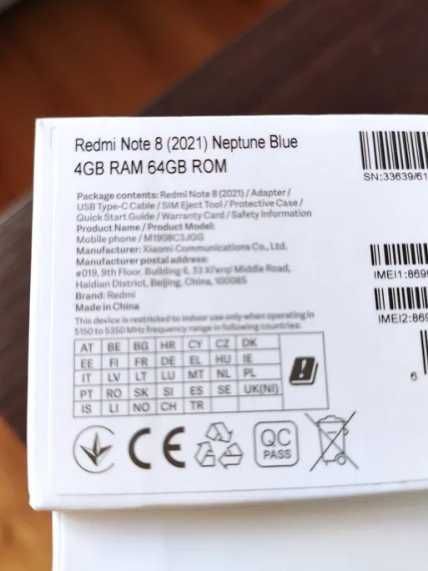 Redmi Note 8 (2021) Neptune Blue
4GB RAM 64GB ROM
SN:33639/61
Package contents: Redmi Note 8 (2021) / Adapter /
USB Type-C Cable / SIM Eject Tool / Protective Case /
Quick Start Guide / Warranty Card / Safety Information
Product Name / Product Model:
Mobile phone / M1908C3JGG
Manufacturer: Xiaomi Communications Co., Ltd.
Manufacturer postal address:
#019, 9th Floor, Building 6, 33 Xi'erqi Middle Road,
Haidian District, Beijing, China, 100085
Brand: Redmi
Made in China
IMEI1:869
IMEI2:869
6
This device is restricted to indoor use only when operating in
5150 to 5350 MHz frequency range in following countries:
AT BE BG HR CY CZ DK
EE FI FR DE EL HU IE
IT LV LT LU MT NL PL
PT RO SK SI ES SE UK(NI)
IS LI NO CH TR
CE
QC
PASS